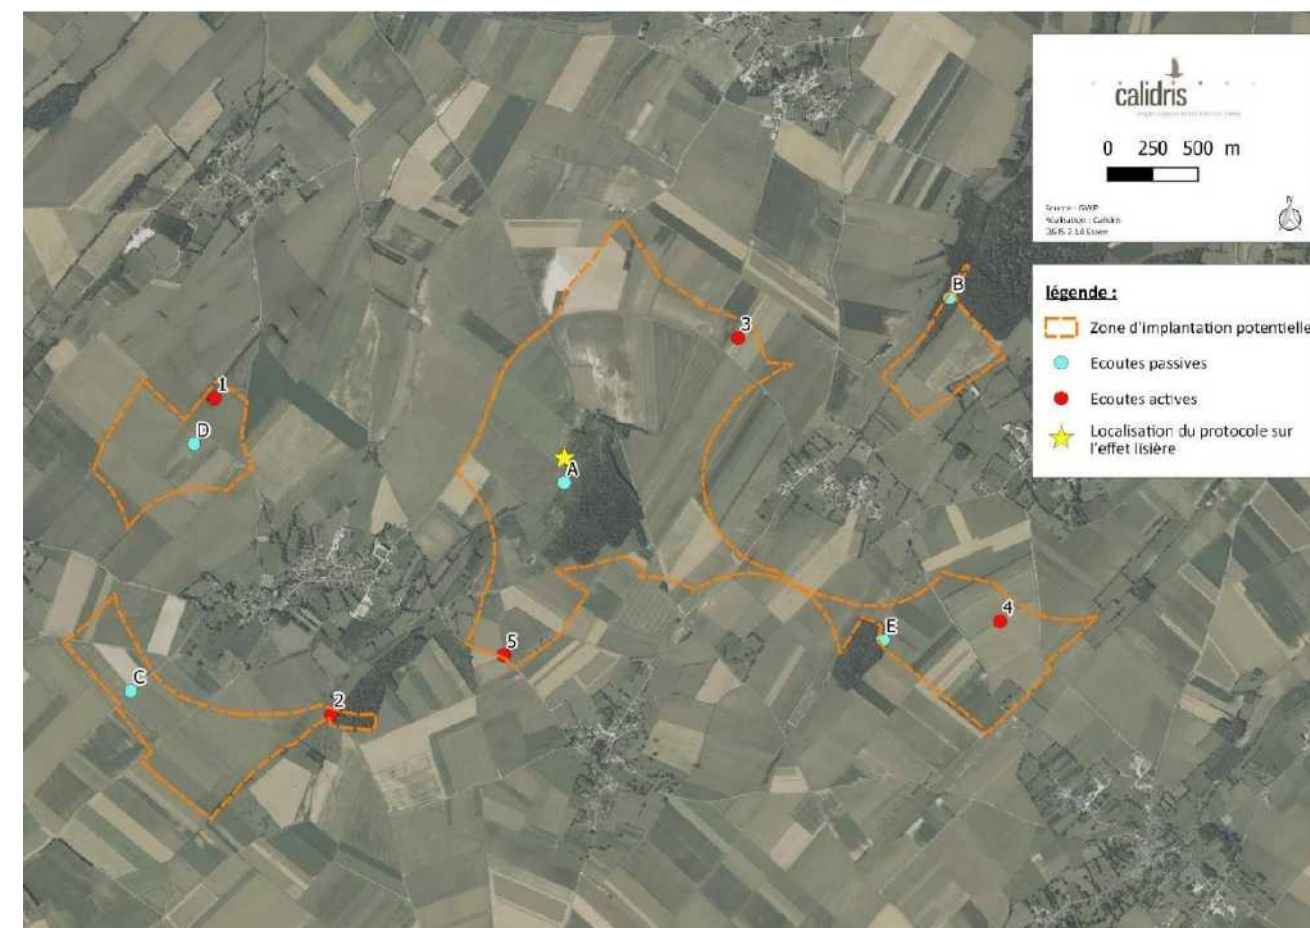 calidris
0 250 500 m
N
légende :
Zone d'implantation potentielle
Ecoutes passives
Ecoutes actives
Localisation du protocole sur
l'effet lisière
B
3
1
D
A
4
E
5
C
2